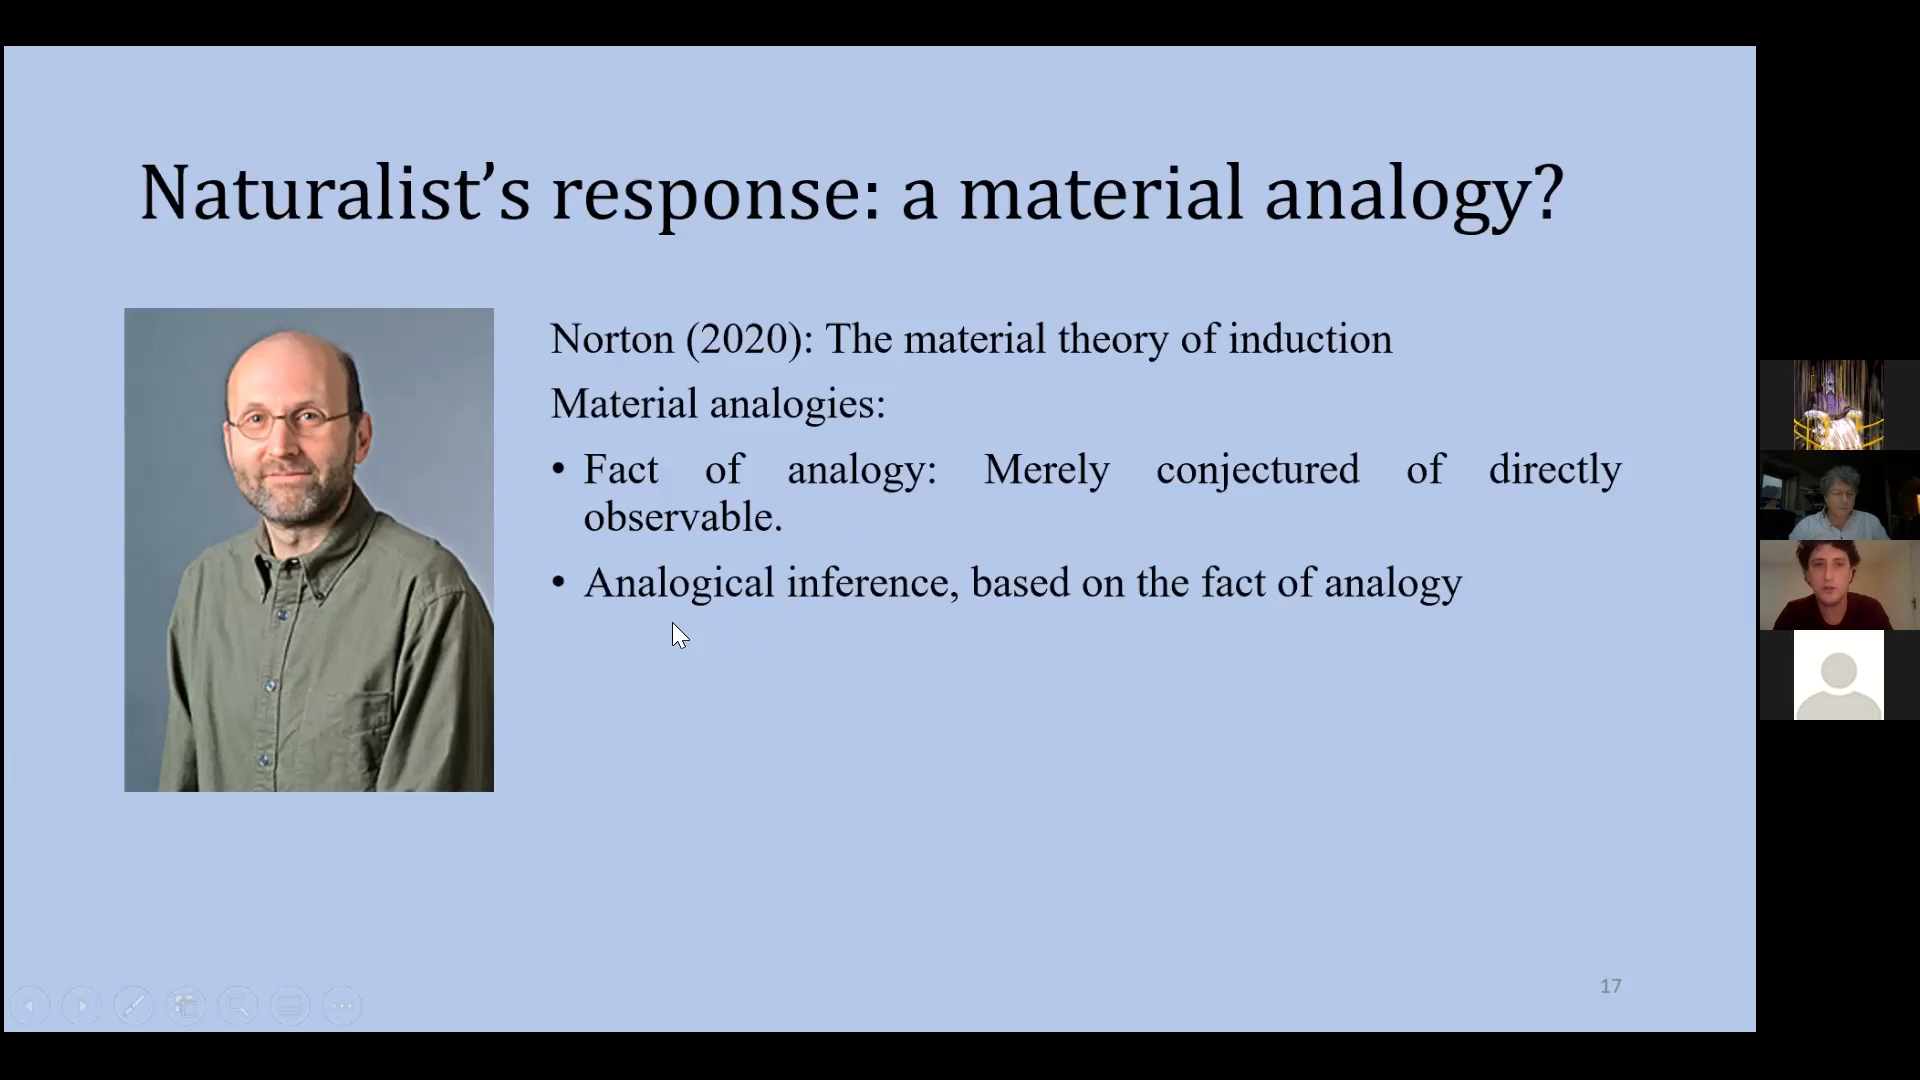 Naturalist’s response: a material analogy?
Norton (2020): The material theory of induction
Material analogies:
• Fact of analogy: Merely conjectured of directly
observable.
• Analogical inference, based on the fact of analogy
17